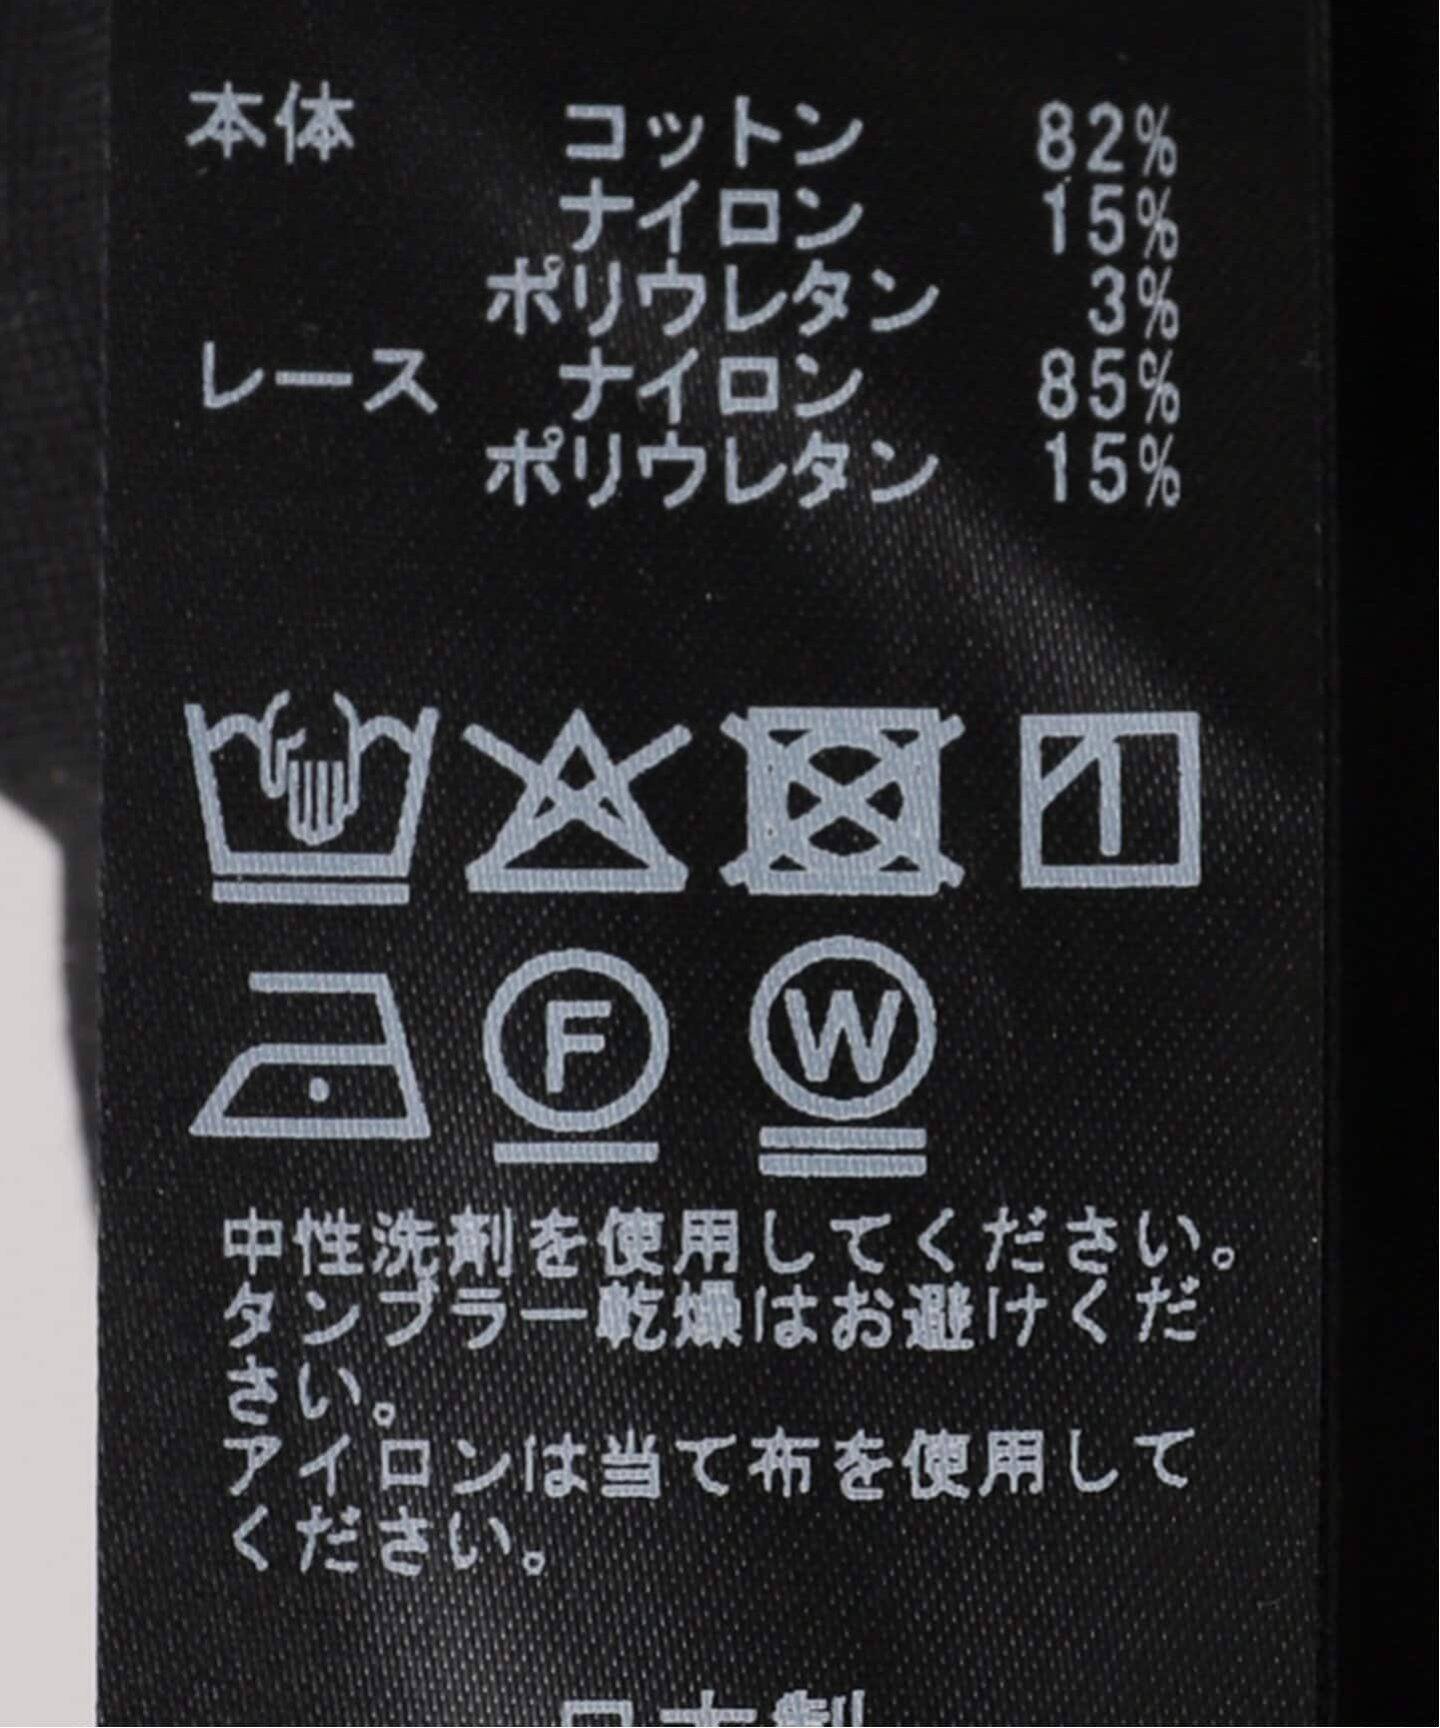 本体 コットン 82%
ナイロン 15%
ポリウレタン 3%
レース ナイロン 85%
ポリウレタン 15%
F W
中性洗剤を使用してください。
タンブラー乾燥はお避けくだ
さい。
アイロンは当て布を使用して
ください。
日本製